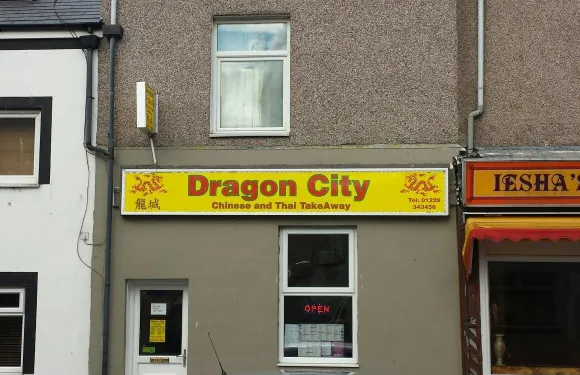 Dragon City
Chinese and Thai TakeAway
龍城
Tel: 01229
343456
OPEN
IESHA'S